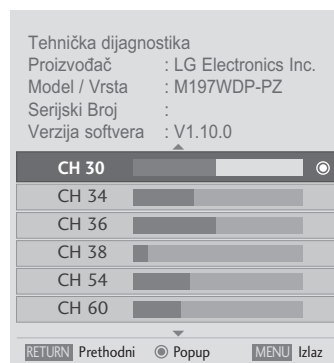 Tehnička dijagnostika
Proizvođač : LG Electronics Inc.
Model / Vrsta : M197WDP-PZ
Serijski Broj :
Verzija softvera : V1.10.0
CH 30
CH 34
CH 36
CH 38
CH 54
CH 60
RETURN Prethodni Popup MENU Izlaz